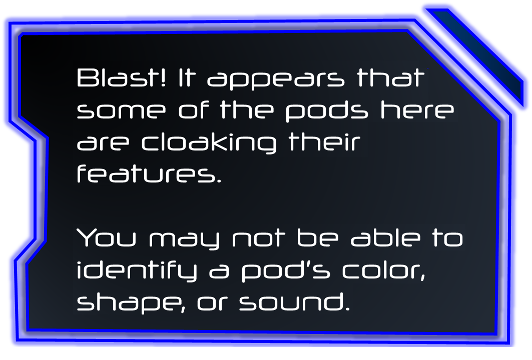 Blast! It appears that
some of the pods here
are cloaking their
features.
You may not be able to
identify a pod's color,
shape, or sound.